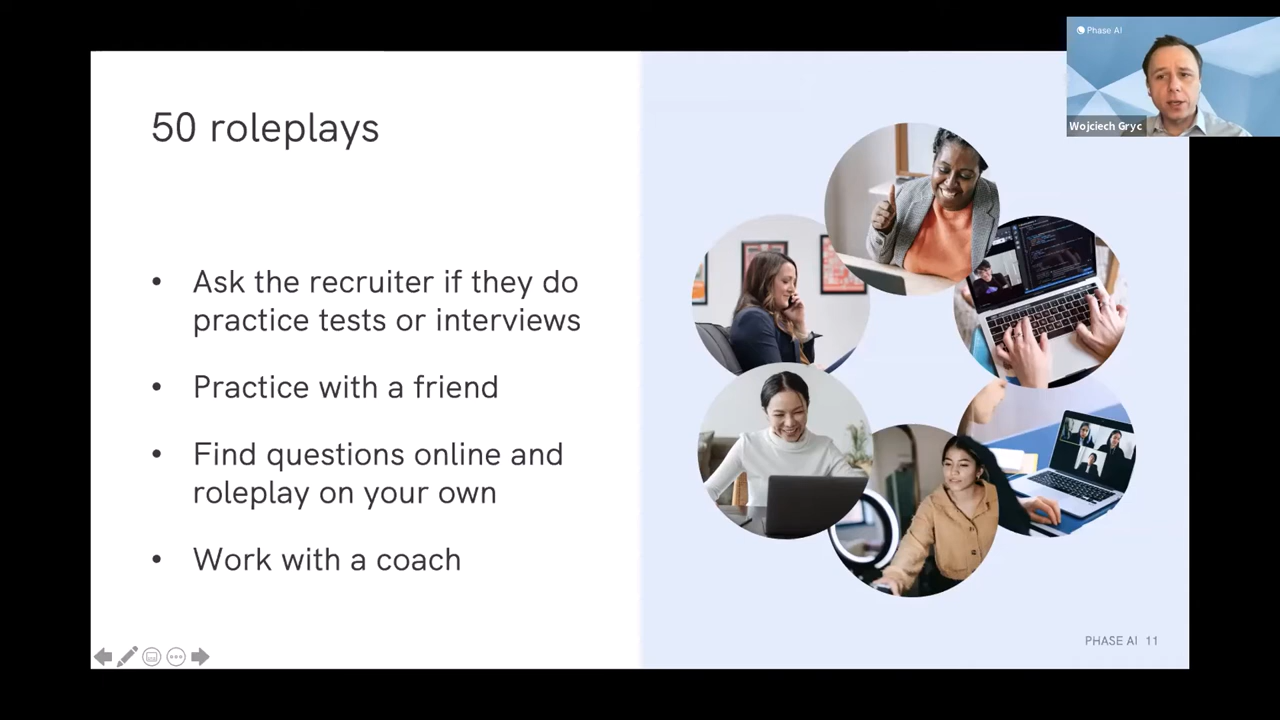 Phase AI
Wojciech Gryc
50 roleplays
• Ask the recruiter if they do
practice tests or interviews
• Practice with a friend
• Find questions online and
roleplay on your own
• Work with a coach
PHASE AI 11